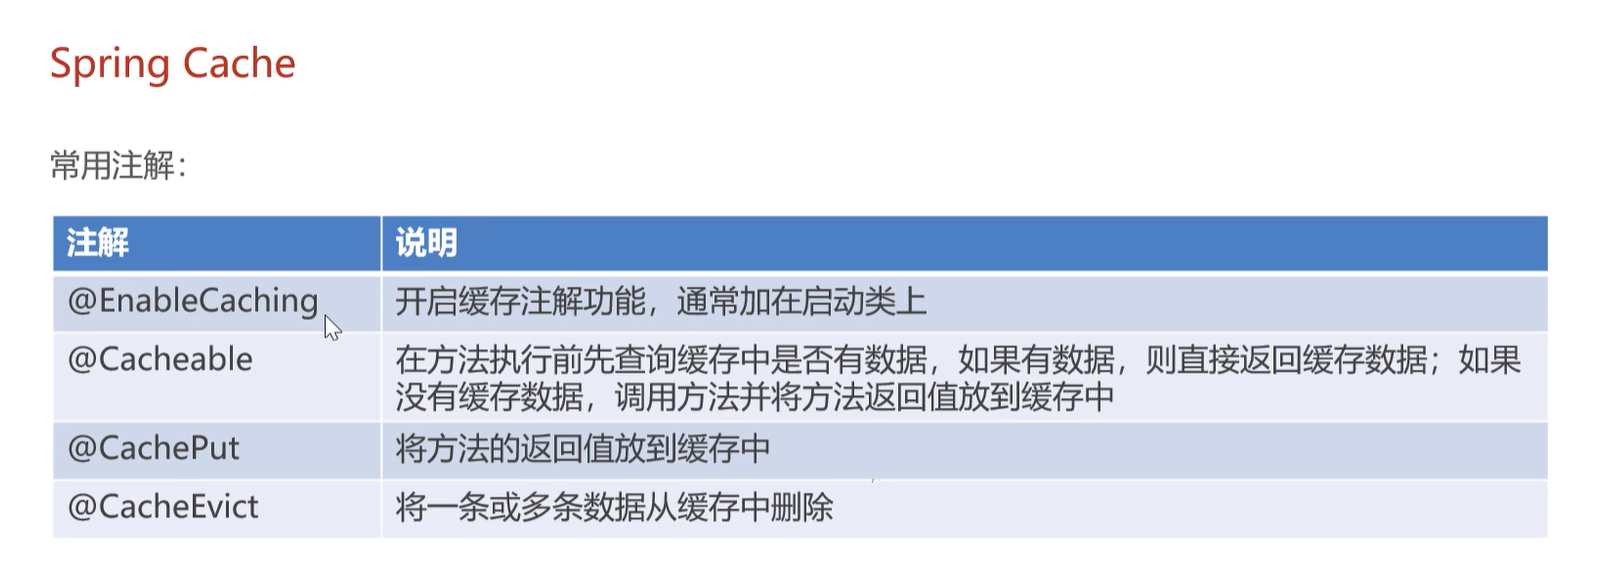 Spring Cache
常用注解：
注解 说明
@EnableCaching 开启缓存注解功能，通常加在启动类上
@Cacheable 在方法执行前先查询缓存中是否有数据，如果有数据，则直接返回缓存数据；如果
没有缓存数据，调用方法并将方法返回值放到缓存中
@CachePut 将方法的返回值放到缓存中
@CacheEvict 将一条或多条数据从缓存中删除